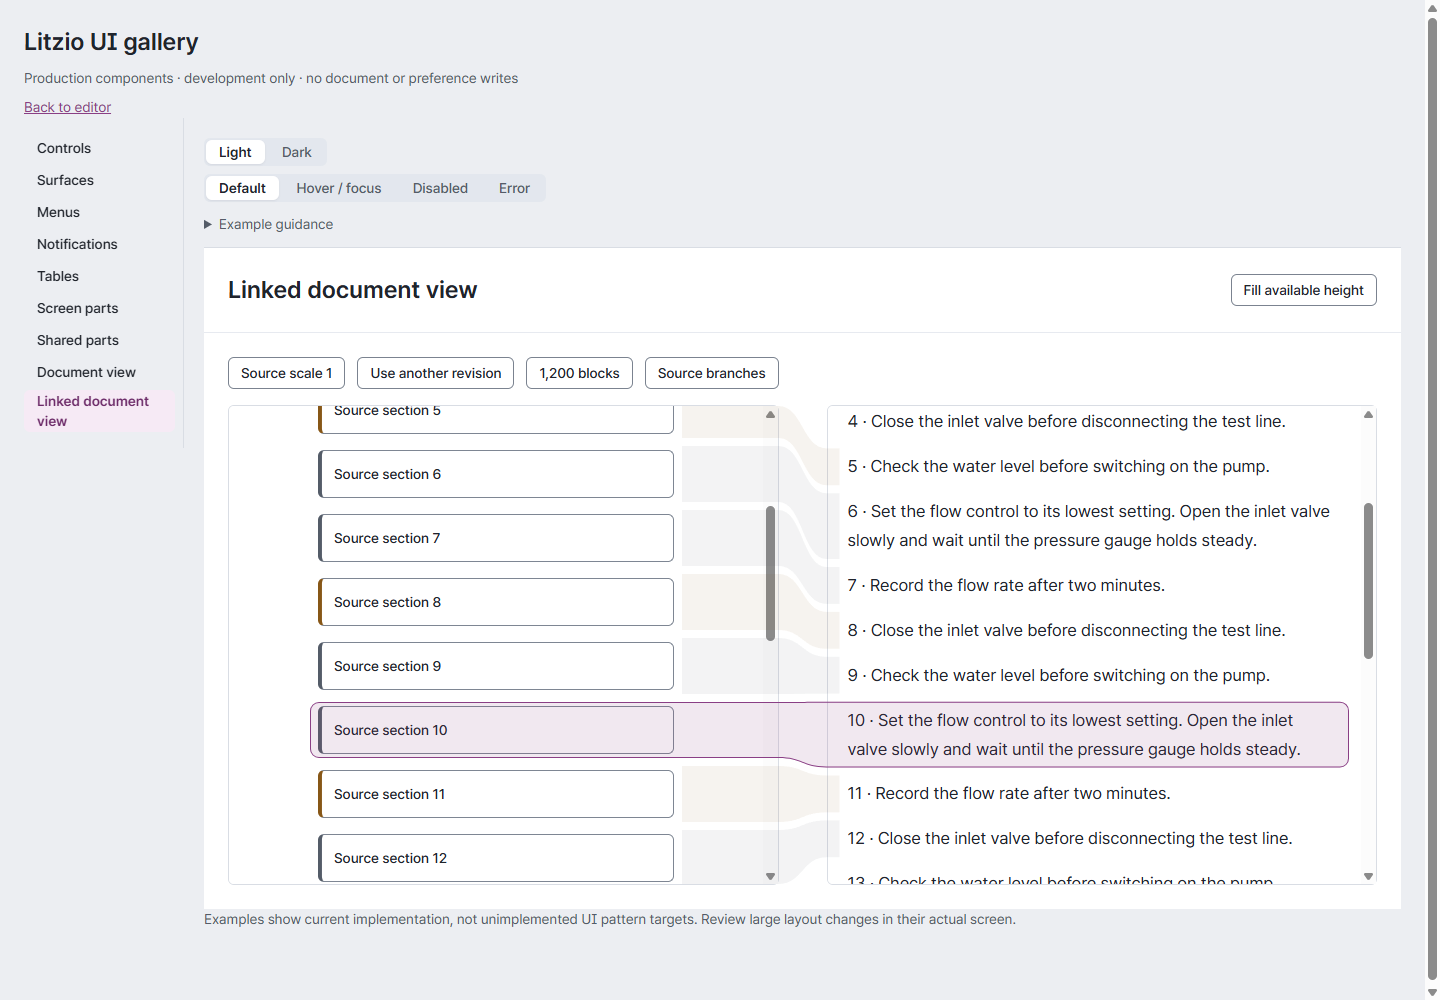 Litzio UI gallery
Production components · development only · no document or preference writes
Back to editor
Controls
Surfaces
Menus
Notifications
Tables
Screen parts
Shared parts
Document view
Linked document
view
Light Dark
Default Hover / focus Disabled Error
Example guidance
Linked document view
Fill available height
Source scale 1 Use another revision 1,200 blocks Source branches
Source section 5
Source section 6
Source section 7
Source section 8
Source section 9
Source section 10
Source section 11
Source section 12
4 · Close the inlet valve before disconnecting the test line.
5 · Check the water level before switching on the pump.
6 · Set the flow control to its lowest setting. Open the inlet valve
slowly and wait until the pressure gauge holds steady.
7 · Record the flow rate after two minutes.
8 · Close the inlet valve before disconnecting the test line.
9 · Check the water level before switching on the pump.
10 · Set the flow control to its lowest setting. Open the inlet
valve slowly and wait until the pressure gauge holds steady.
11 · Record the flow rate after two minutes.
12 · Close the inlet valve before disconnecting the test line.
13 · Check the water level before switching on the pump.
Examples show current implementation, not unimplemented UI pattern targets. Review large layout changes in their actual screen.